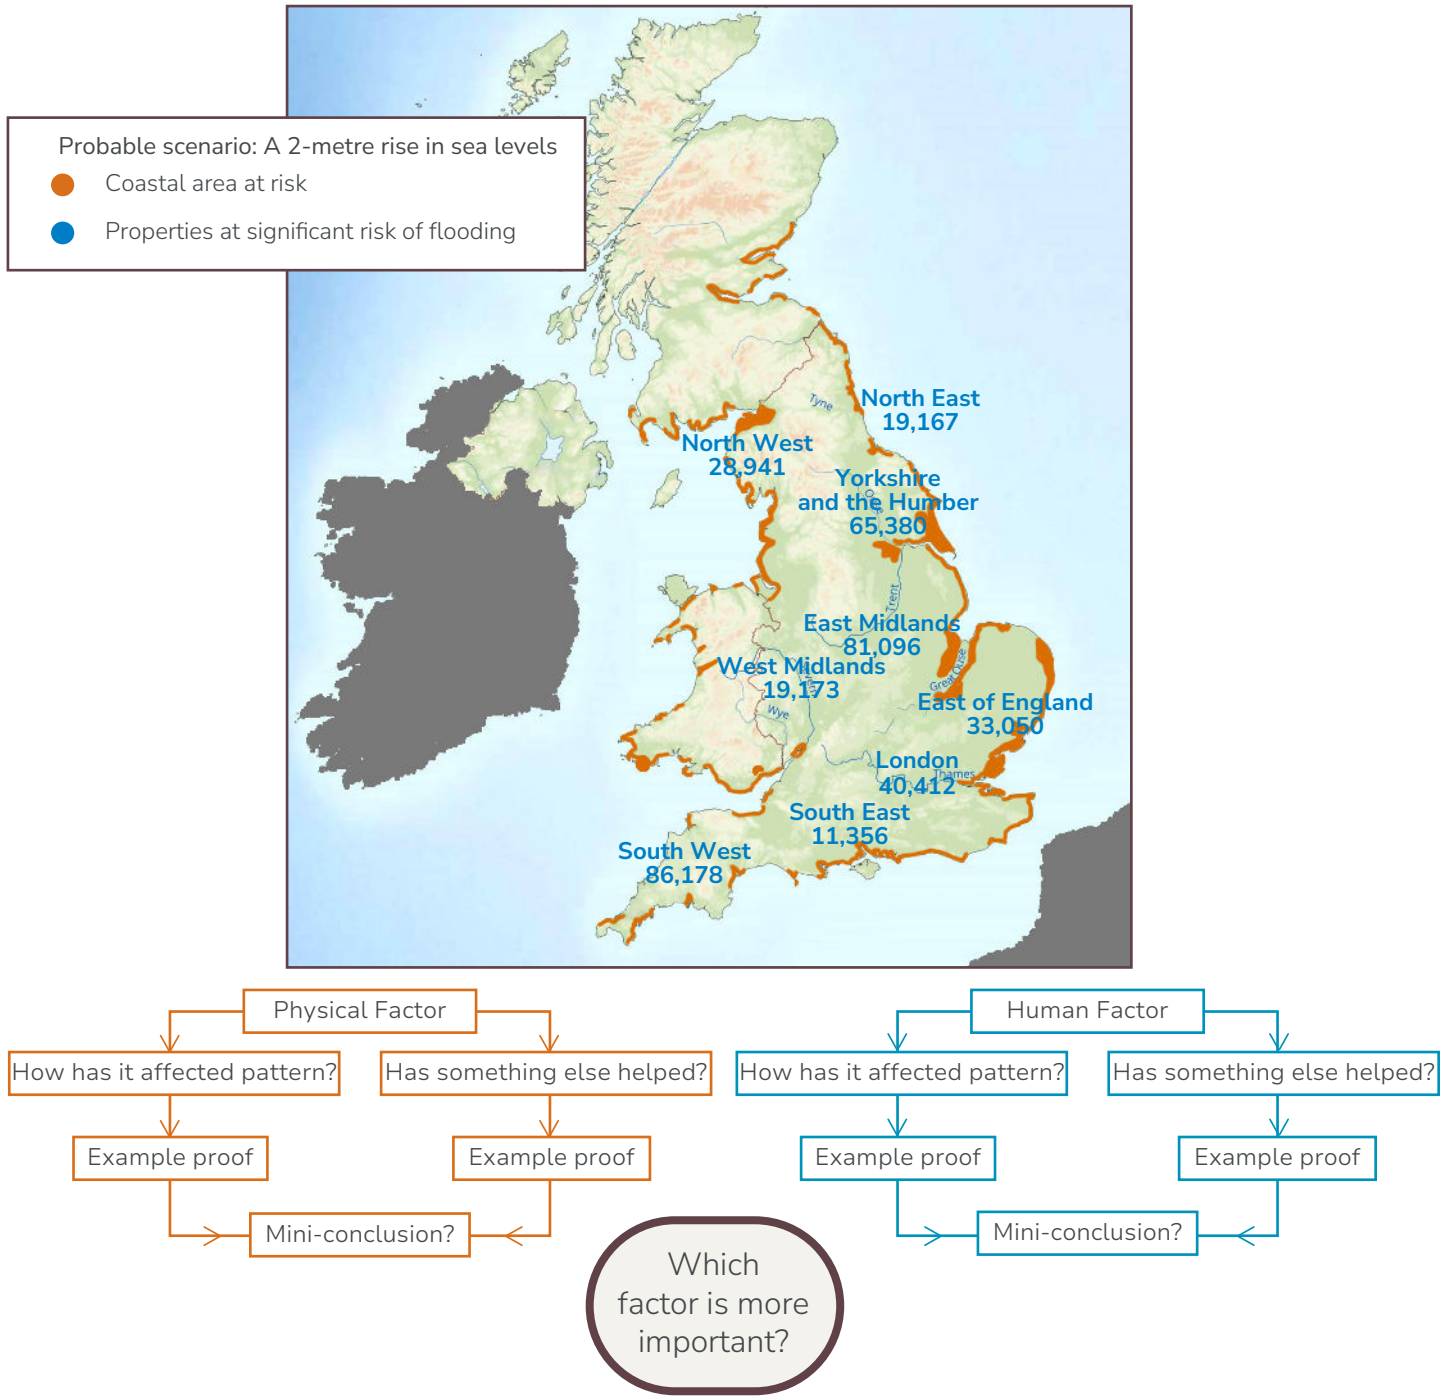 Probable scenario: A 2-metre rise in sea levels
Coastal area at risk
Properties at significant risk of flooding
Tyne
North East
19,167
North West
28,941
Yorkshire
and the Humber
65,380
Ouse
Trent
East Midlands
81,096
West Midlands
19,173
Severn
Great Ouse
Wye
East of England
33,050
London
40,412
Thames
South East
11,356
South West
86,178
Physical Factor
How has it affected pattern?
Has something else helped?
Example proof
Example proof
Mini-conclusion?
Human Factor
How has it affected pattern?
Has something else helped?
Example proof
Example proof
Mini-conclusion?
Which
factor is more
important?